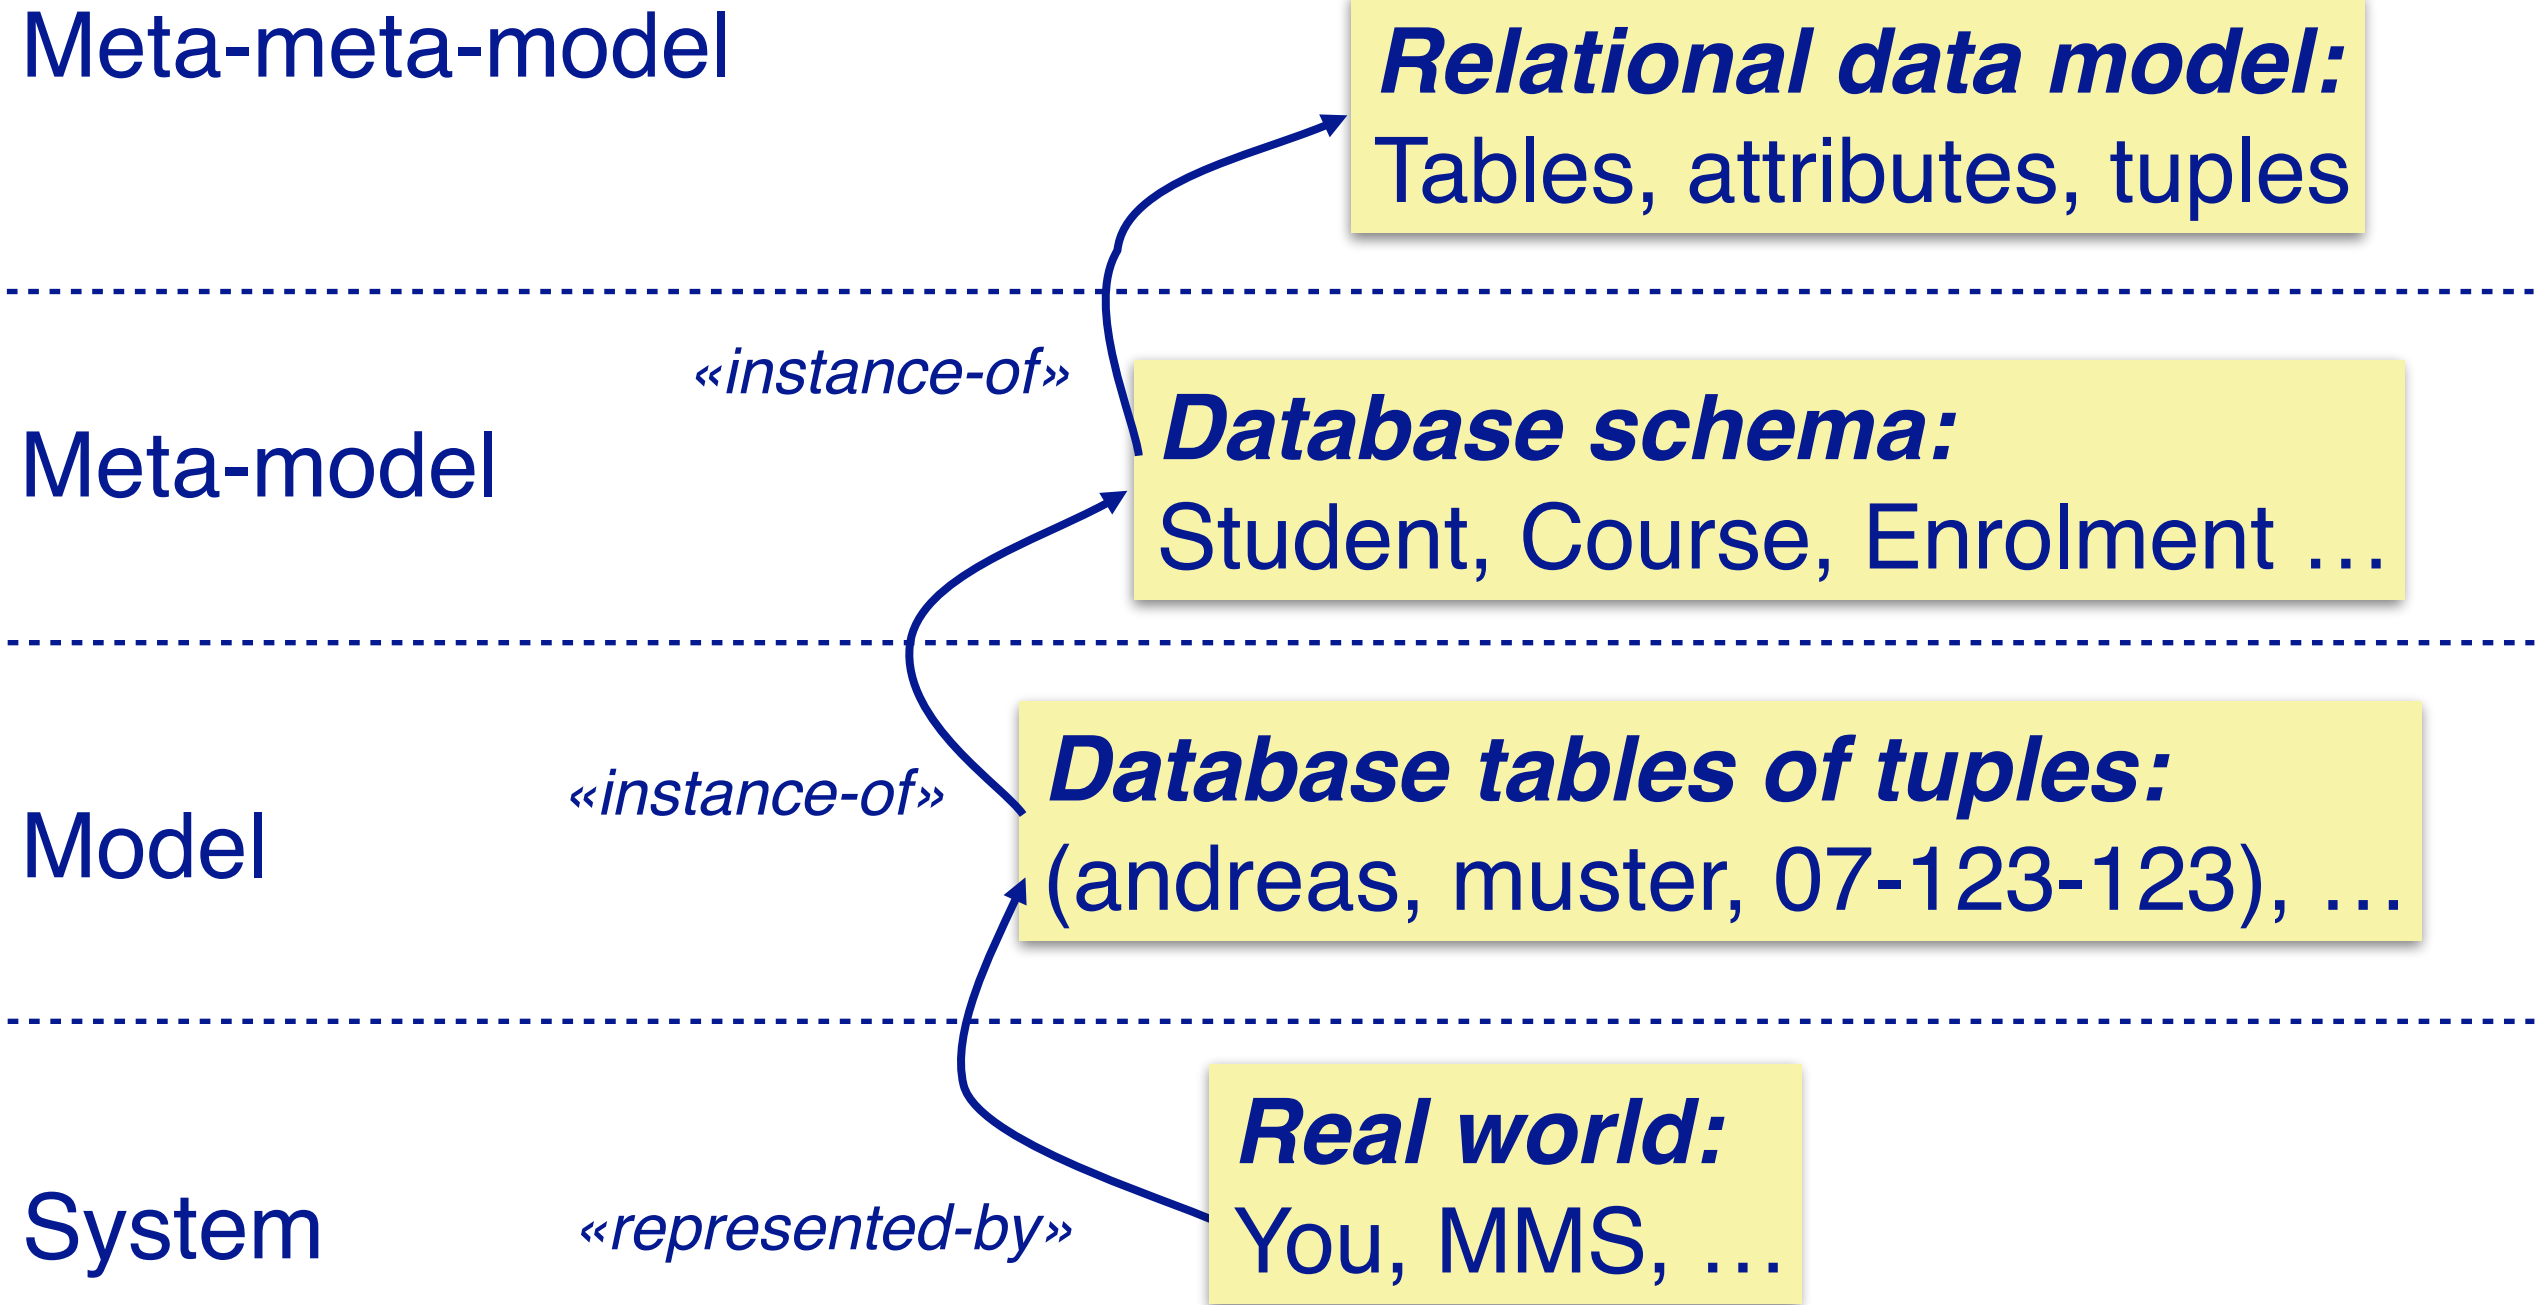 Meta-meta-model
Relational data model:
Tables, attributes, tuples
«instance-of»
Meta-model
Database schema:
Student, Course, Enrolment …
«instance-of»
Model
Database tables of tuples:
(andreas, muster, 07-123-123), …
System
«represented-by»
Real world:
You, MMS, …